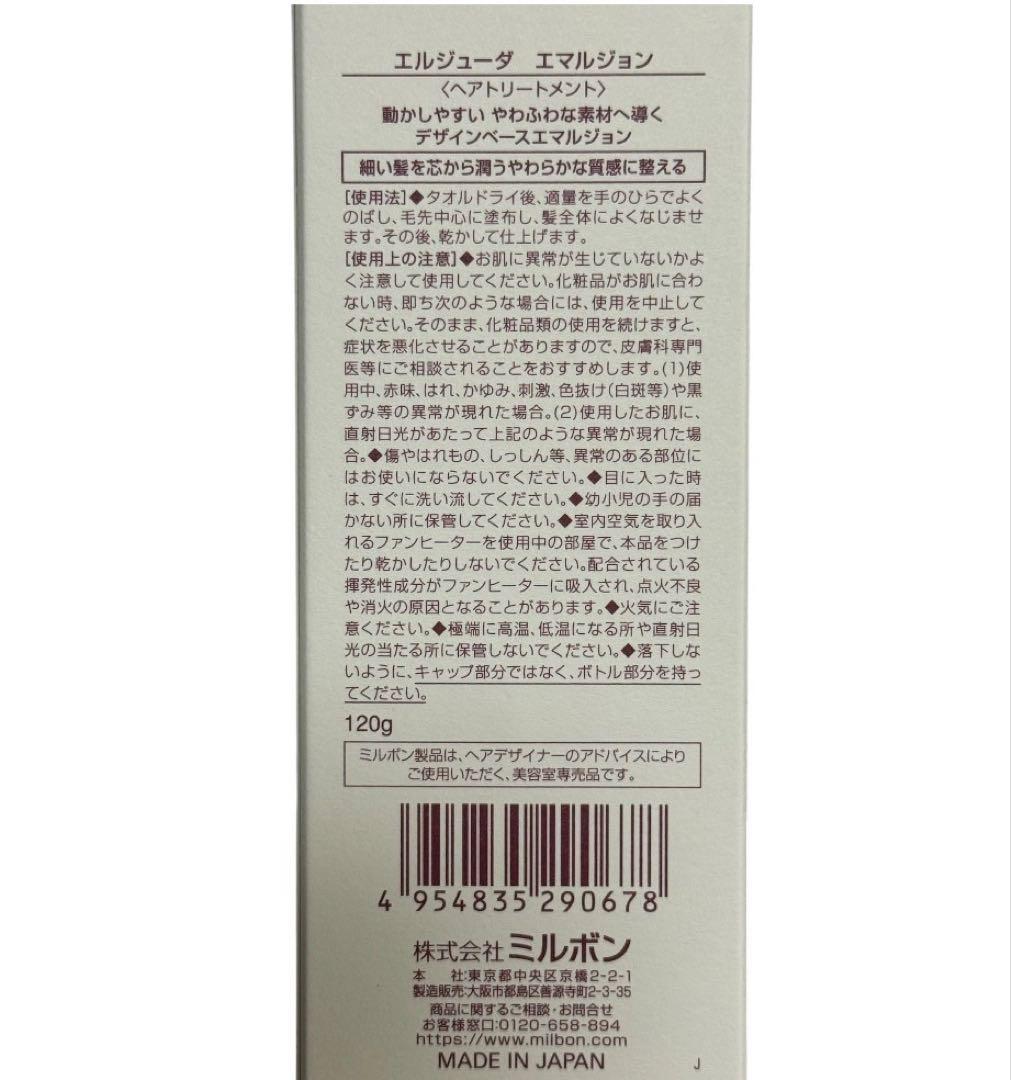 エルジューダ　エマルジョン
〈ヘアトリートメント〉
動かしやすい やわふわな素材へ導く
デザインベースエマルジョン
細い髪を芯から潤うやわらかな質感に整える
[使用法]◆タオルドライ後、適量を手のひらでよく
のばし、毛先中心に塗布し、髪全体によくなじませ
ます。その後、乾かして仕上げます。
[使用上の注意]◆お肌に異常が生じていないかよ
く注意して使用してください。化粧品がお肌に合わ
ない時、即ち次のような場合には、使用を中止して
ください。そのまま、化粧品類の使用を続けますと、
症状を悪化させることがありますので、皮膚科専門
医等にご相談されることをおすすめします。(1)使
用中、赤味、はれ、かゆみ、刺激、色抜け(白斑等)や黒
ずみ等の異常が現れた場合。(2)使用したお肌に、
直射日光があたって上記のような異常が現れた場
合。◆傷やはれもの、しっしん等、異常のある部位に
はお使いにならないでください。◆目に入った時
は、すぐに洗い流してください。◆幼小児の手の届
かない所に保管してください。◆室内空気を取り入
れるファンヒーターを使用中の部屋で、本品をつけ
たり乾かしたりしないでください。配合されている
揮発性成分がファンヒーターに吸入され、点火不良
や消火の原因となることがあります。◆火気にご注
意ください。◆極端に高温、低温になる所や直射日
光の当たる所に保管しないでください。◆落下しな
いように、キャップ部分ではなく、ボトル部分を持っ
てください。
120g
ミルボン製品は、ヘアデザイナーのアドバイスにより
ご使用いただく、美容室専売品です。
4 954835 290678
株式会社 ミルボン
本　　社:東京都中央区京橋2-2-1
製造販売:大阪市都島区善源寺町2-3-35
商品に関するご相談・お問合せ
お客様窓口:0120-658-894
https://www.milbon.com
MADE IN JAPAN
J